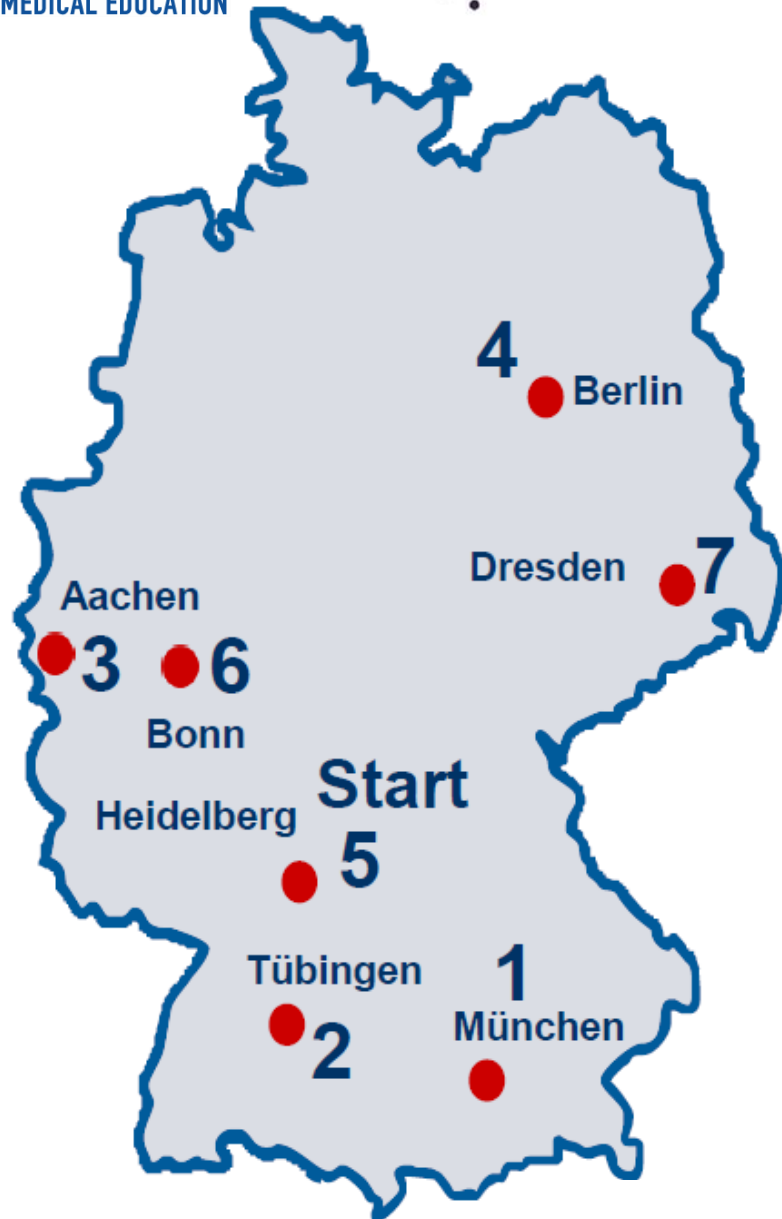 MEDICAL EDUCATION
4
Berlin
Dresden 7
Aachen
3 6
Bonn
Start
Heidelberg
5
Tübingen 1
München
2